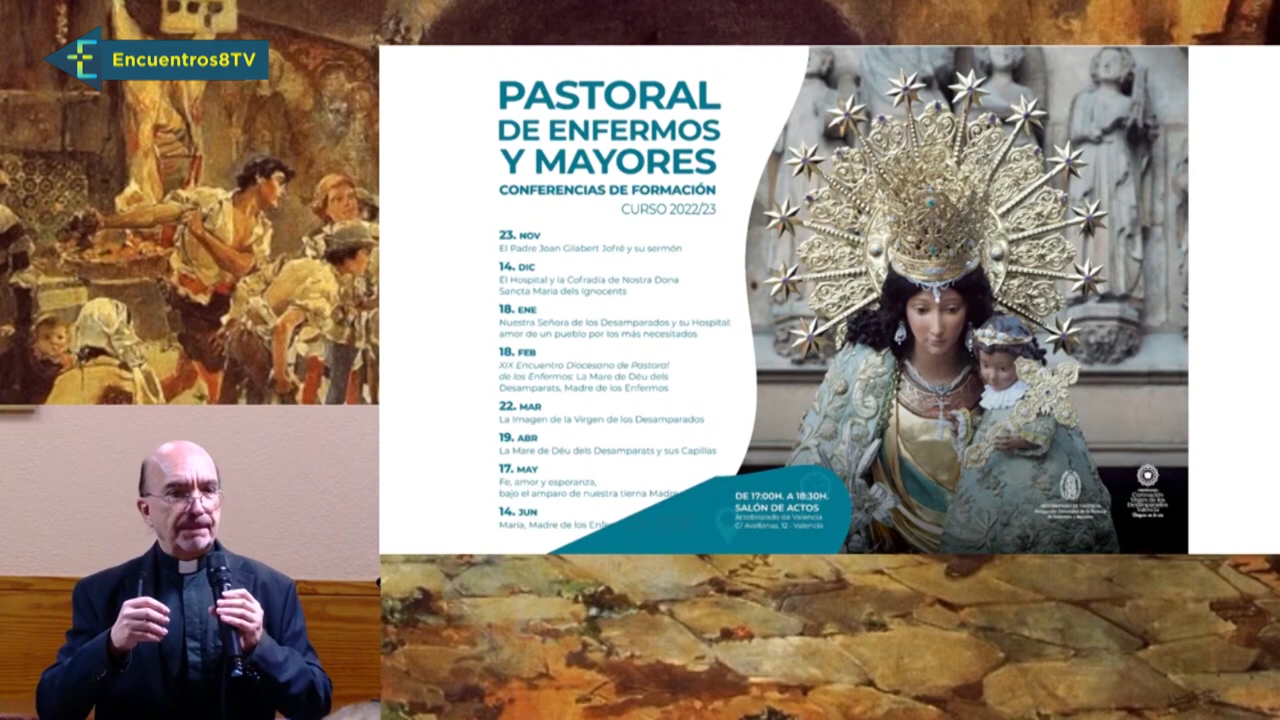 Encuentros8TV
PASTORAL
DE ENFERMOS
Y MAYORES
CONFERENCIAS DE FORMACIÓN
CURSO 2022/23
23. NOV
El Padre Joan Gilabert Jofré y su sermón
14. DIC
El Hospital y la Cofradía de Nostra Dona
Sancta Maria dels Ignocents
18. ENE
Nuestra Señora de los Desamparados y su Hospital:
amor de un pueblo por los más necesitados
18. FEB
XIX Encuentro Diocesano de Pastoral
de los Enfermos: La Mare de Déu dels
Desamparats, Madre de los Enfermos
22. MAR
La Imagen de la Virgen de los Desamparados
19. ABR
La Mare de Déu dels Desamparats y sus Capillas
17. MAY
Fe, amor y esperanza,
bajo el amparo de nuestra tierna Madre
14. JUN
María, Madre de los Enfe
DE 17:00H. A 18:30H.
SALÓN DE ACTOS
Arzobispado de Valencia
C/ Avellanas, 12 - Valencia